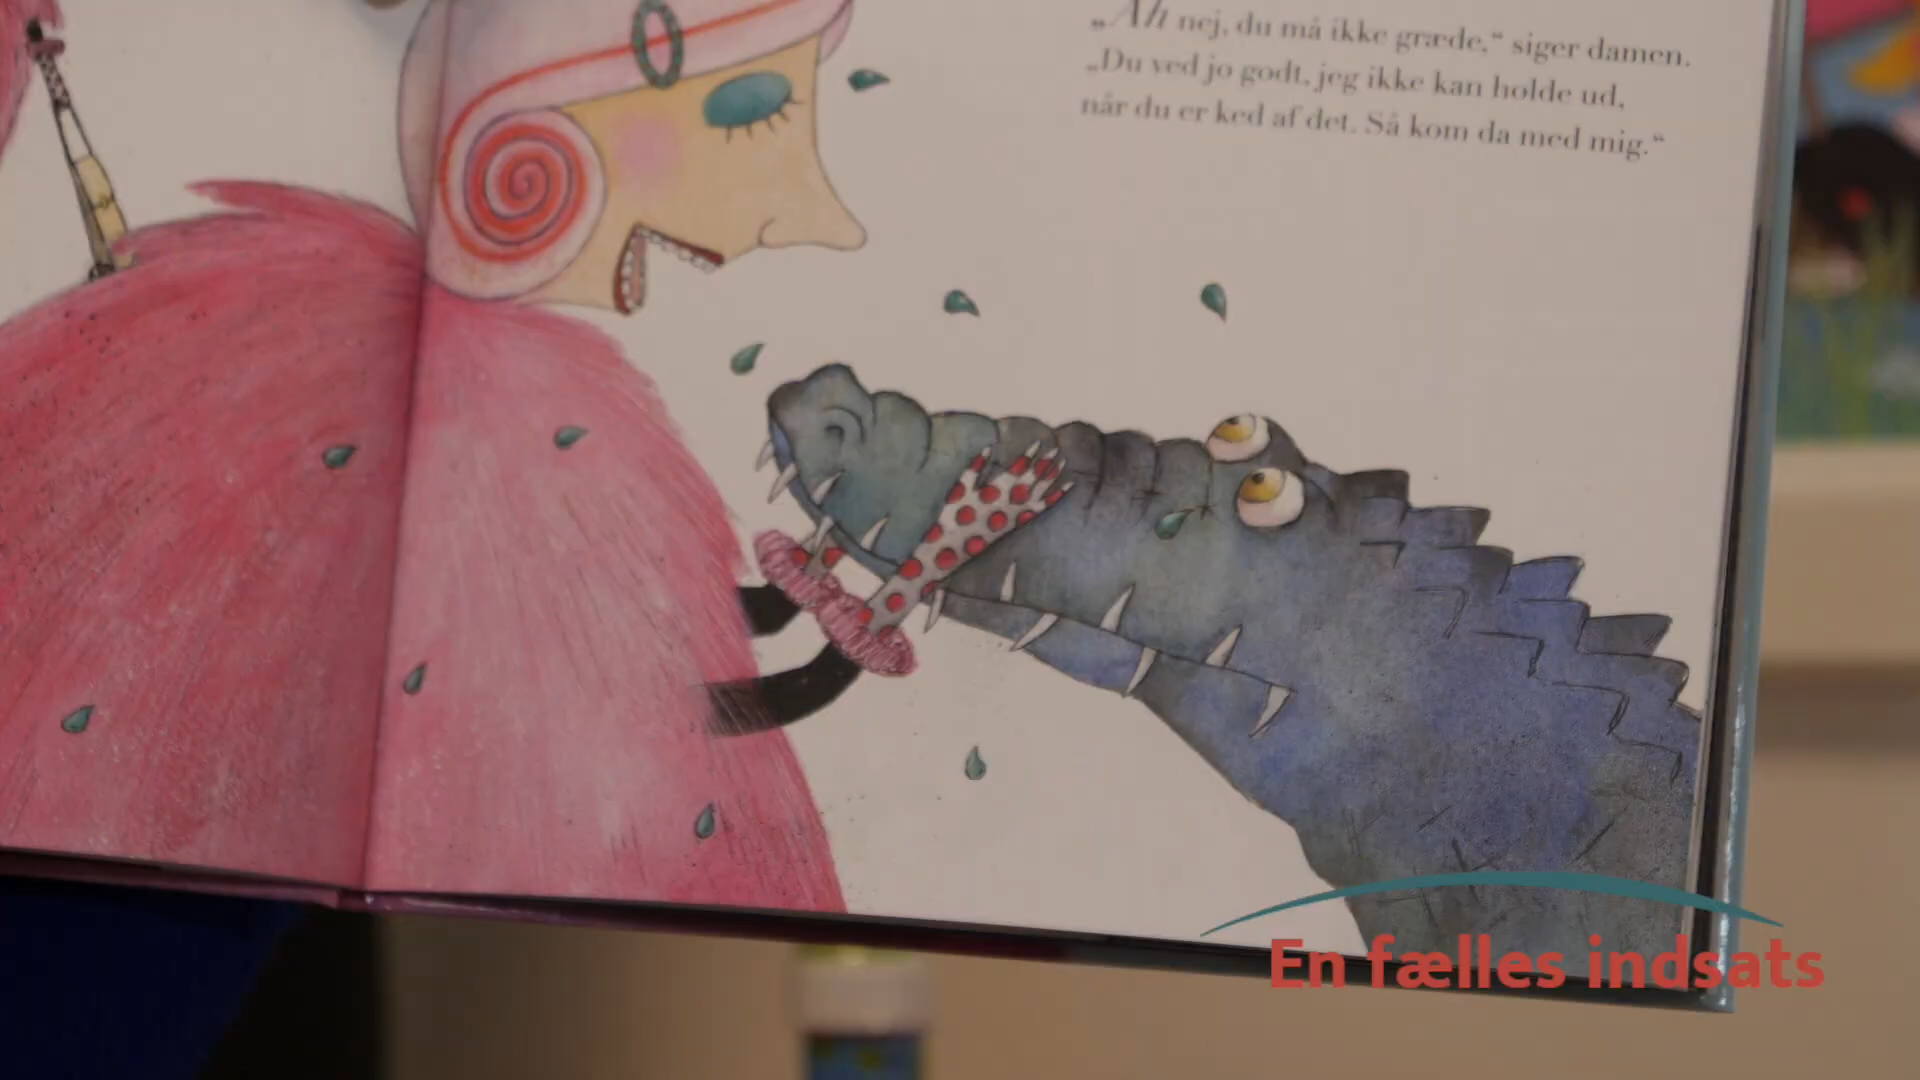 „Ah nej, du må ikke græde,“ siger damen.
„Du ved jo godt, jeg ikke kan holde ud,
når du er ked af det. Så kom da med mig.“
En fælles indsats